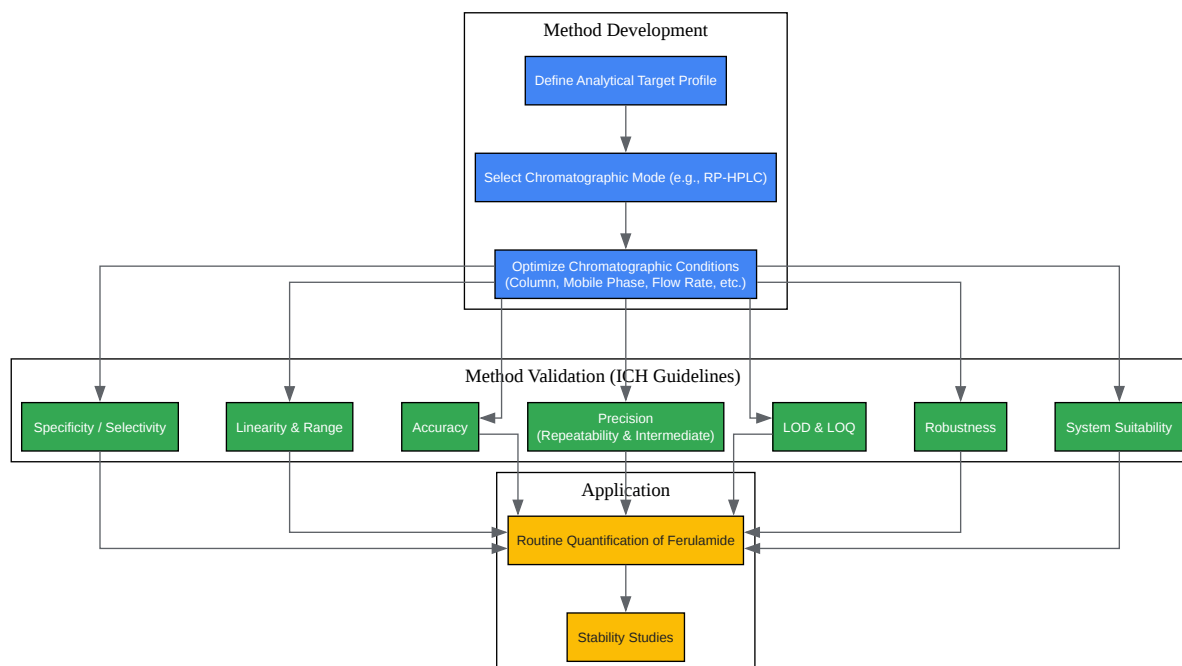 Method Development
Define Analytical Target Profile
Select Chromatographic Mode (e.g., RP-HPLC)
Optimize Chromatographic Conditions
(Column, Mobile Phase, Flow Rate, etc.)
Method Validation (ICH Guidelines)
Specificity / Selectivity
Linearity & Range
Accuracy
Precision
(Repeatability & Intermediate)
LOD & LOQ
Robustness
System Suitability
Application
Routine Quantification of Ferulamide
Stability Studies